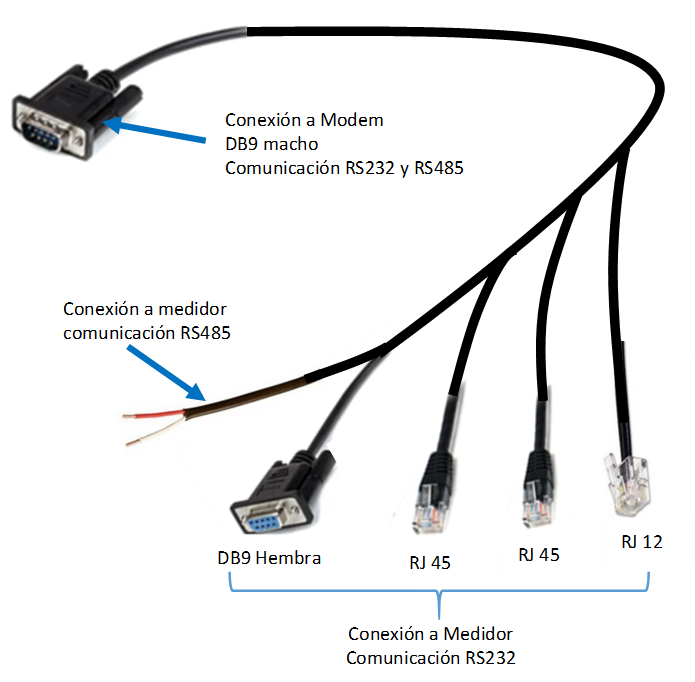 Conexión a Modem
DB9 macho
Comunicación RS232 y RS485
Conexión a medidor
comunicación RS485
DB9 Hembra
RJ 45
RJ 45
RJ 12
Conexión a Medidor
Comunicación RS232